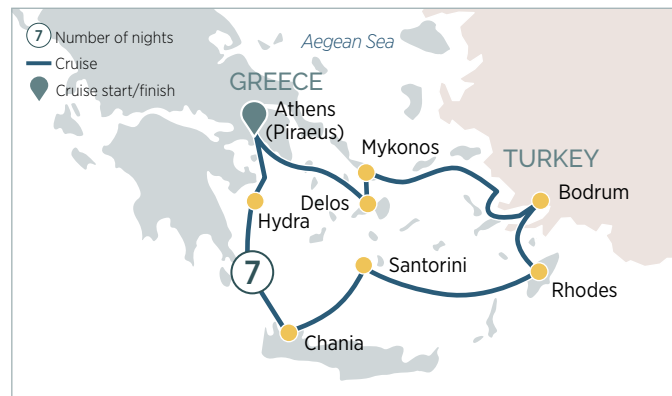 7 Number of nights
Cruise
Cruise start/finish
Aegean Sea
GREECE
Athens
(Piraeus)
Mykonos
TURKEY
Delos
Bodrum
Hydra
7
Santorini
Rhodes
Chania